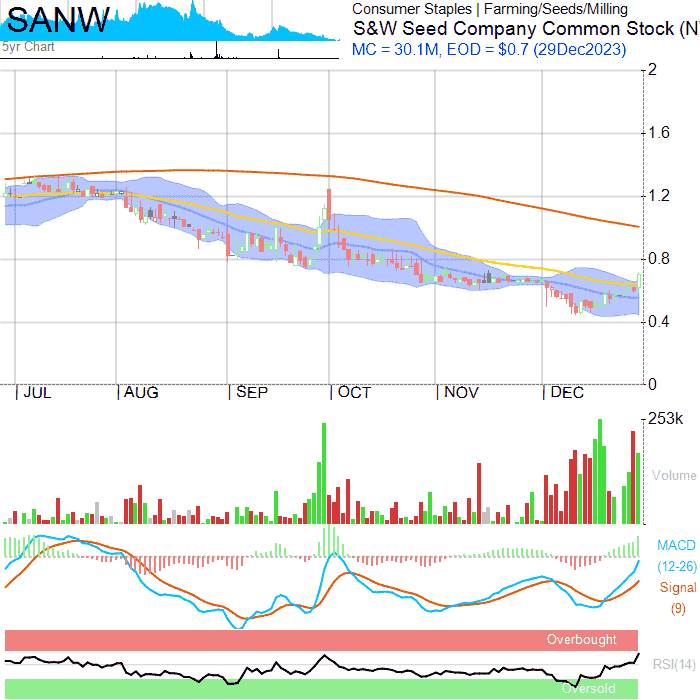 SANW
5yr Chart
Consumer Staples | Farming/Seeds/Milling
S&W Seed Company Common Stock (N
MC = 30.1M, EOD = $0.7 (29Dec2023)
2
1.6
1.2
0.8
0.4
0
JUL AUG SEP OCT NOV DEC
253k
Volume
MACD
(12-26)
Signal
(9)
Overbought
RSI(14)
Oversold